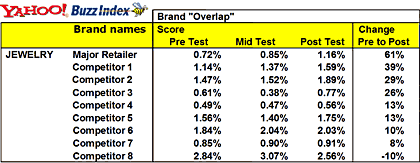 YAHOO! BUZZ INDEX
Brand "Overlap"
Brand names Score Change
Pre Test Mid Test Post Test Pre to Post
JEWELRY Major Retailer 0.72% 0.85% 1.16% 61%
Competitor 1 1.14% 1.37% 1.59% 39%
Competitor 2 1.47% 1.52% 1.89% 29%
Competitor 3 0.61% 0.38% 0.77% 26%
Competitor 4 0.49% 0.47% 0.56% 13%
Competitor 5 1.56% 1.40% 1.75% 13%
Competitor 6 1.84% 2.04% 2.03% 10%
Competitor 7 0.85% 0.90% 0.91% 8%
Competitor 8 2.84% 3.07% 2.56% -10%